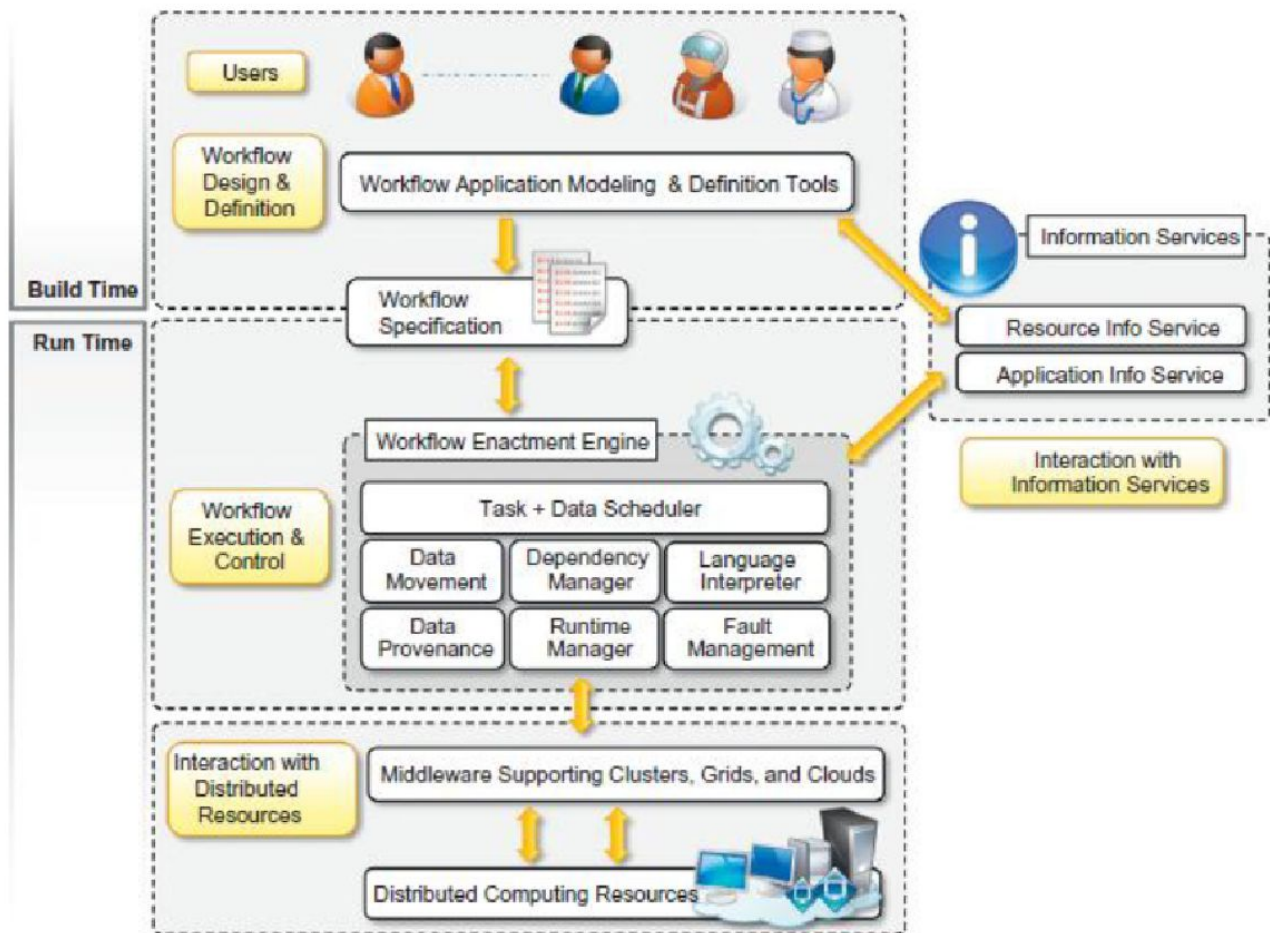 Users
Workflow
Design &
Definition
Workflow Application Modeling & Definition Tools
Build Time
Workflow
Specification
Information Services
Resource Info Service
Application Info Service
Interaction with
Information Services
Run Time
Workflow Enactment Engine
Workflow
Execution &
Control
Task + Data Scheduler
Data
Movement
Dependency
Manager
Language
Interpreter
Data
Provenance
Runtime
Manager
Fault
Management
Interaction with
Distributed
Resources
Middleware Supporting Clusters, Grids, and Clouds
Distributed Computing Resources